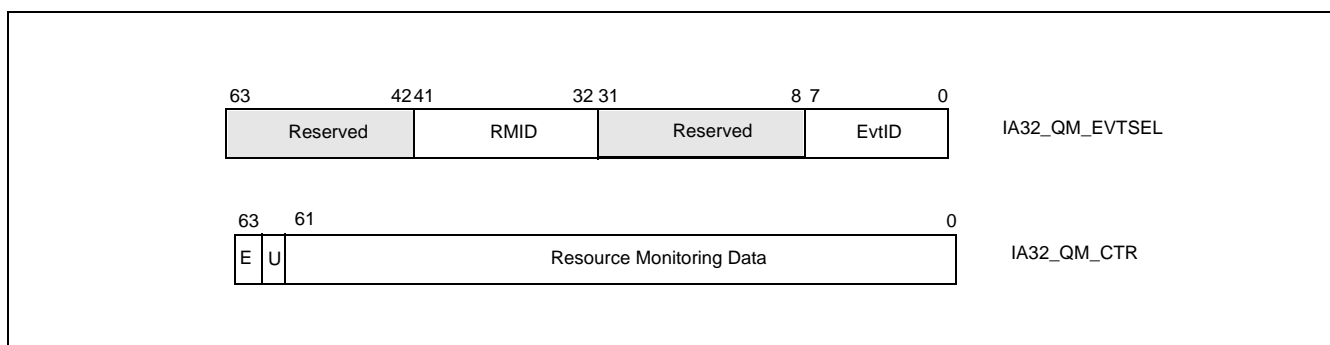 63 42 41 32 31 8 7 0
Reserved RMID Reserved EvtID IA32_QM_EVTSEL
63 61 0
E U Resource Monitoring Data IA32_QM_CTR